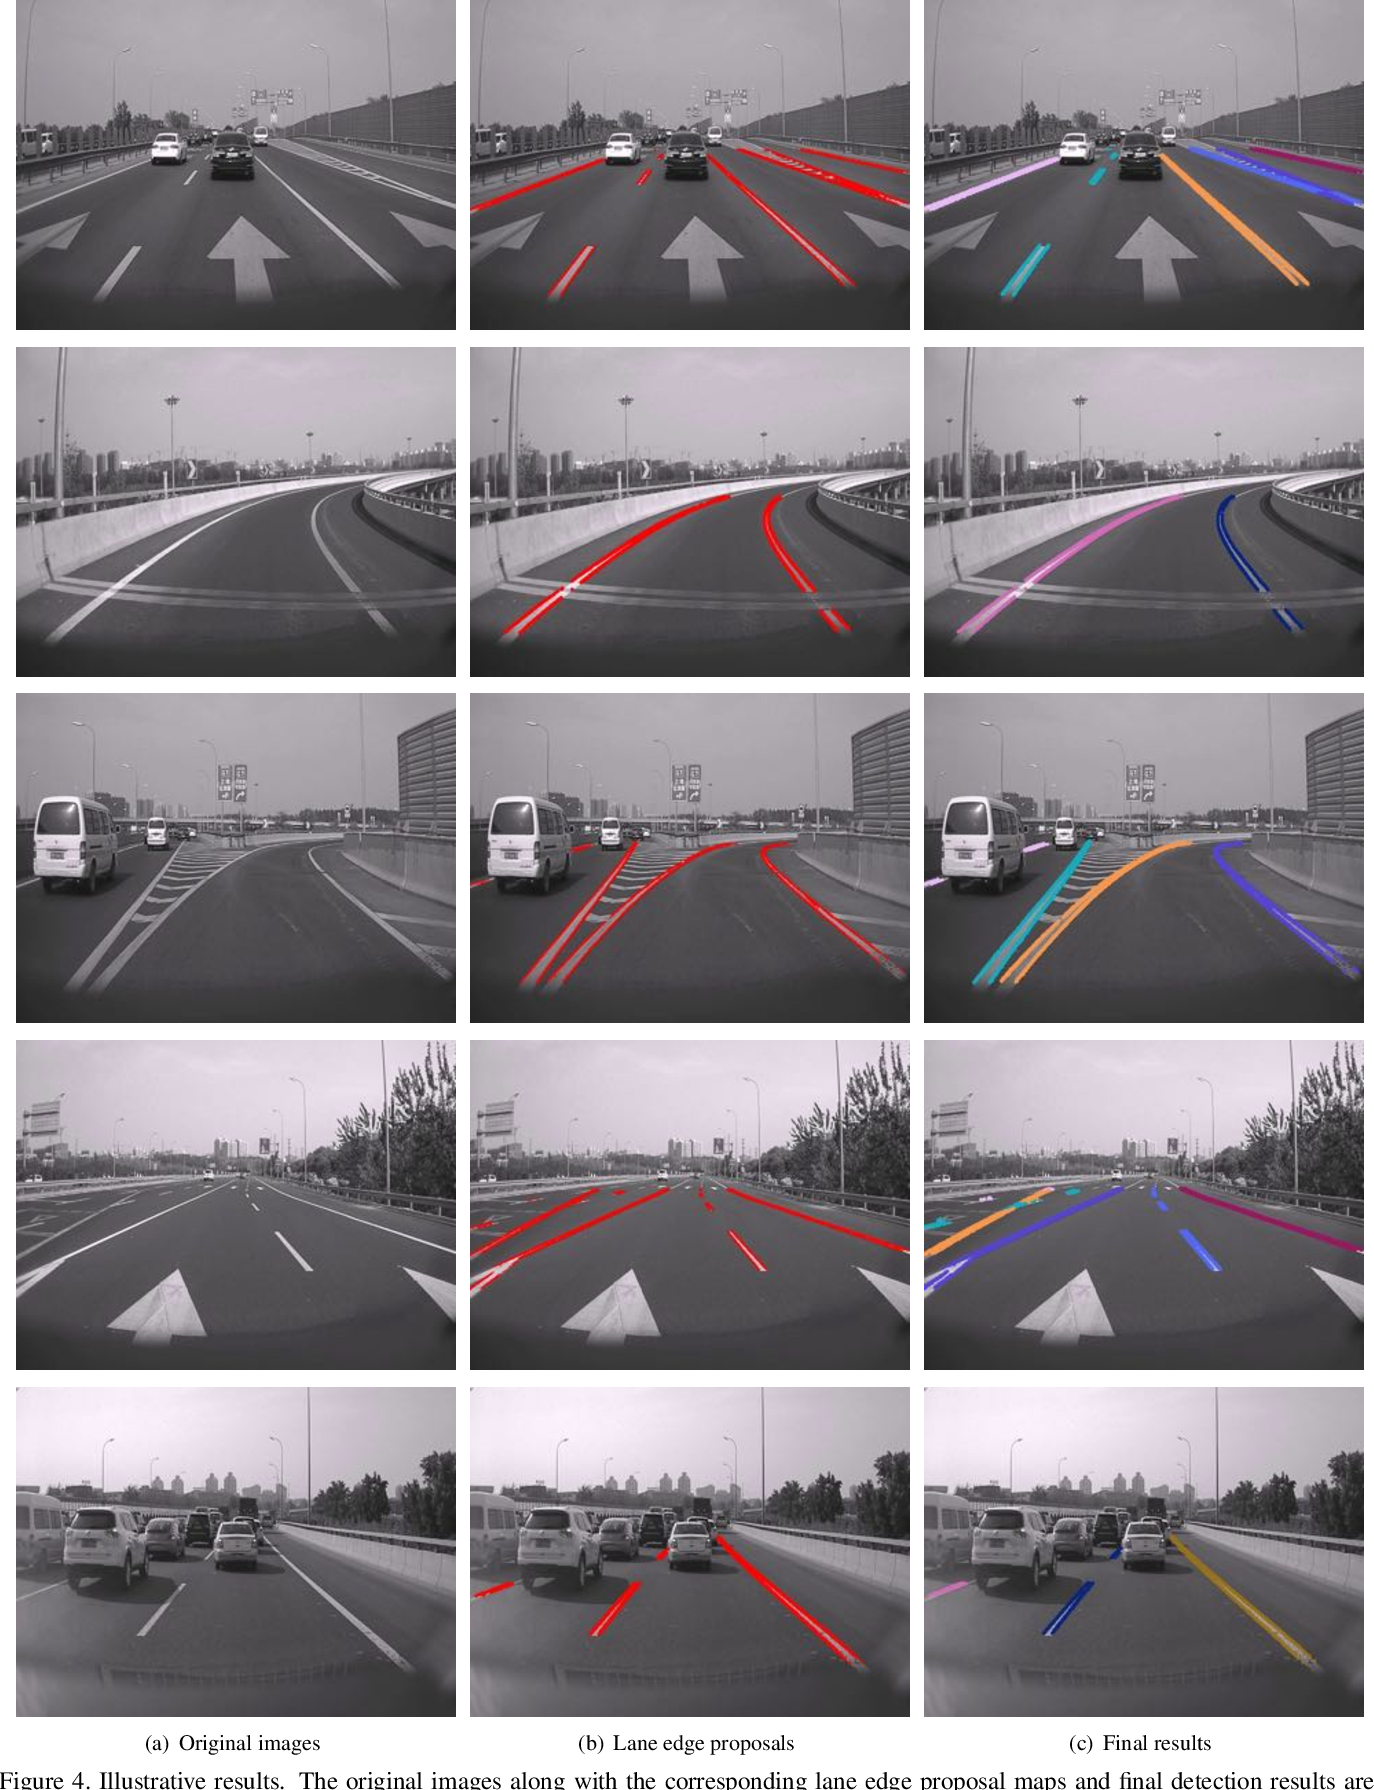 (a) Original images
(b) Lane edge proposals
(c) Final results
Figure 4. Illustrative results. The original images along with the corresponding lane edge proposal maps and final detection results are